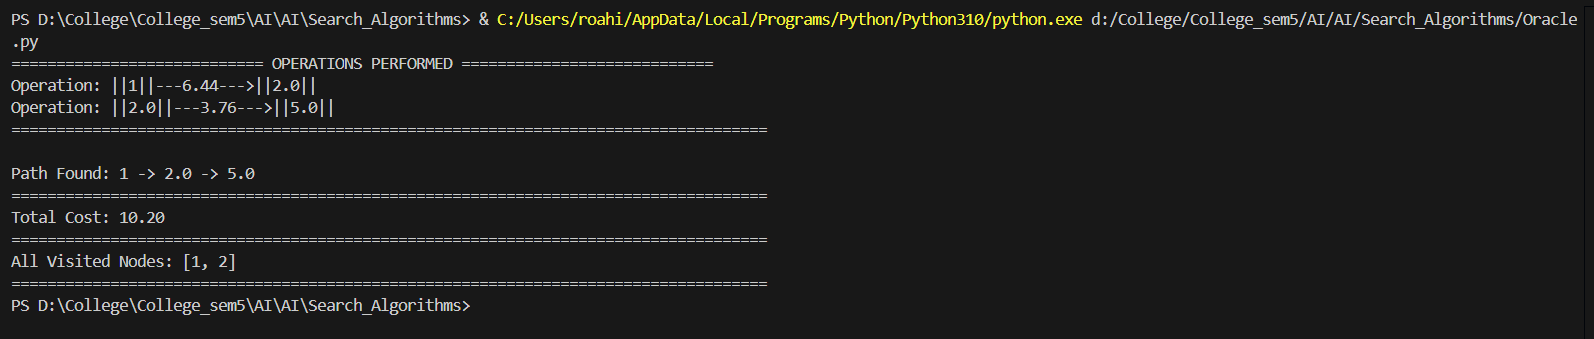 PS D:\College\College_sem5\AI\AI\Search_Algorithms> & C:/Users/roahi/AppData/Local/Programs/Python/Python310/python.exe d:/College/College_sem5/AI/AI/Search_Algorithms/Oracle
.py
============================ OPERATIONS PERFORMED ============================
Operation: ||1||---6.44--->||2.0||
Operation: ||2.0||---3.76--->||5.0||
====================================================================================
Path Found: 1 -> 2.0 -> 5.0
====================================================================================
Total Cost: 10.20
====================================================================================
All Visited Nodes: [1, 2]
====================================================================================
PS D:\College\College_sem5\AI\AI\Search_Algorithms>